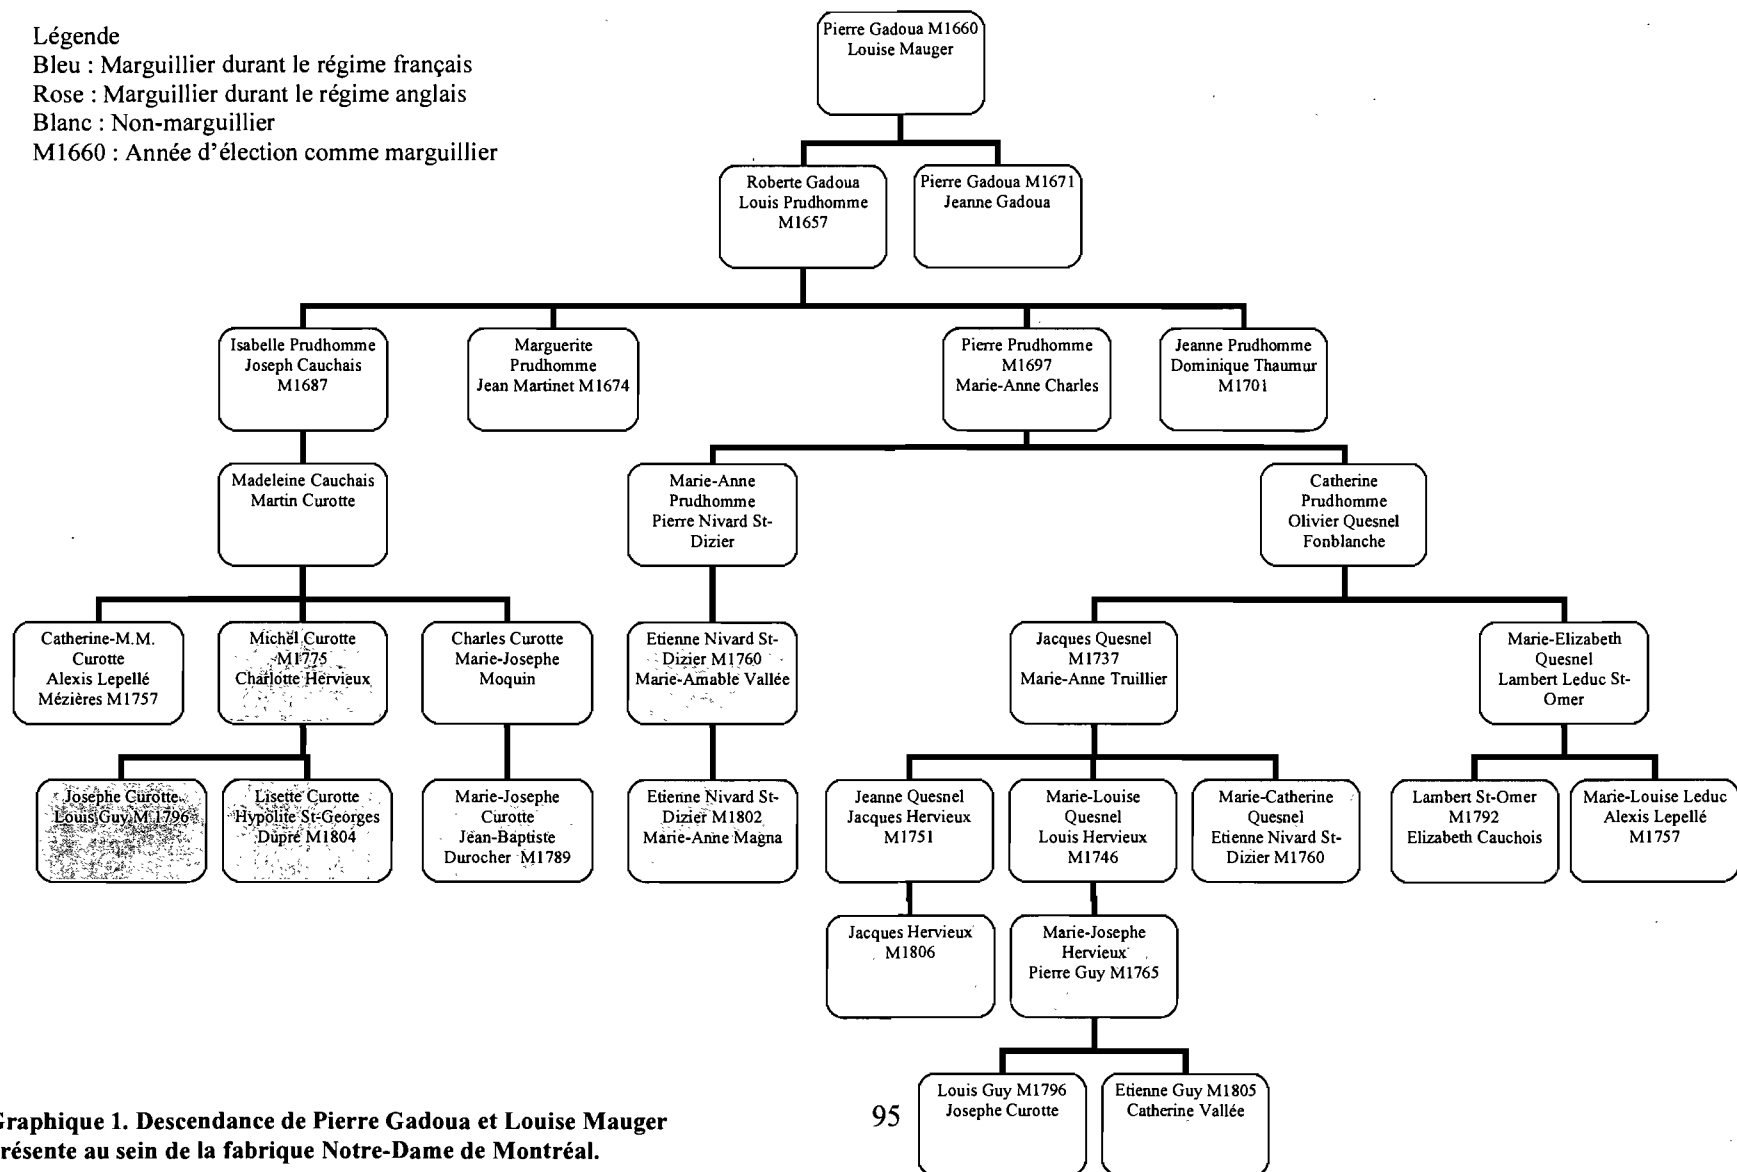 Légende
Bleu : Marguillier durant le régime français
Rose : Marguillier durant le régime anglais
Blanc : Non-marguillier
M1660 : Année d'élection comme marguillier
Pierre Gadoua M1660
Louise Mauger
Roberte Gadoua
Louis Prudhomme
M1657
Pierre Gadoua M1671
Jeanne Gadoua
Isabelle Prudhomme
Joseph Cauchais
M1687
Marguerite
Prudhomme
Jean Martinet M1674
Pierre Prudhomme
M1697
Marie-Anne Charles
Jeanne Prudhomme
Dominique Thaumur
M1701
Madeleine Cauchais
Martin Curotte
Marie-Anne
Prudhomme
Pierre Nivard St-
Dizier
Catherine
Prudhomme
Olivier Quesnel
Fonblanche
Catherine-M.M.
Curotte
Alexis Lepellé
Mézières M1757
Michel Curotte
M1775
Charlotte Hervieux
Charles Curotte
Marie-Josephe
Moquin
Etienne Nivard St-
Dizier M1760
Marie-Amable Vallée
Jacques Quesnel
M1737
Marie-Anne Truillier
Marie-Elizabeth
Quesnel
Lambert Leduc St-
Omer
Josephe Curotte
Louis Guy M 1796
Lisette Curotte
Hypolite St-Georges
Dupré M1804
Marie-Josephe
Curotte
Jean-Baptiste
Durocher M1789
Etienne Nivard St-
Dizier M1802
Marie-Anne Magna
Jeanne Quesnel
Jacques Hervieux
M1751
Marie-Louise
Quesnel
Louis Hervieux
M1746
Marie-Catherine
Quesnel
Etienne Nivard St-
Dizier M1760
Lambert St-Omer
M1792
Elizabeth Cauchois
Marie-Louise Leduc
Alexis Lepellé
M1757
Jacques Hervieux
M1806
Marie-Josephe
Hervieux
Pierre Guy M1765
Louis Guy M1796
Josephe Curotte
Etienne Guy M1805
Catherine Vallée
Graphique 1. Descendance de Pierre Gadoua et Louise Mauger
résente au sein de la fabrique Notre-Dame de Montréal.
95